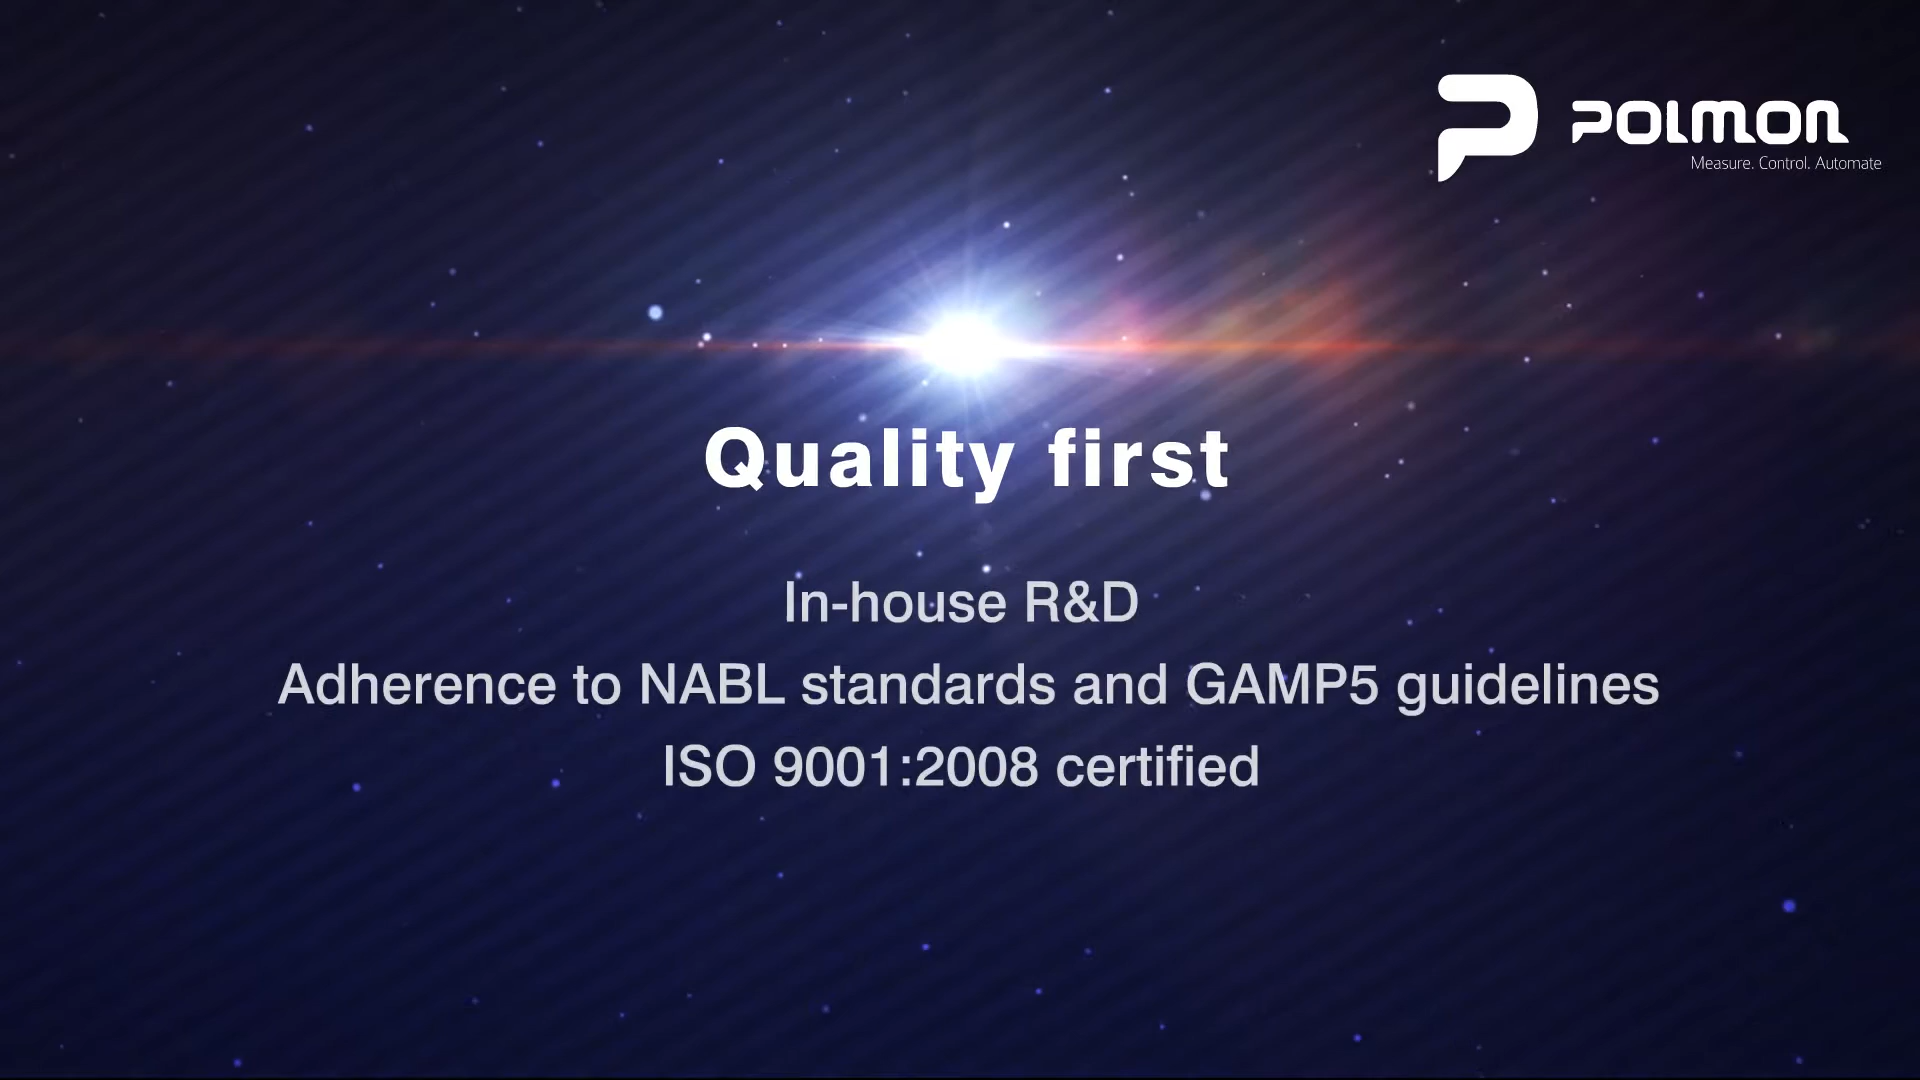 POLMON
Measure. Control. Automate
Quality first
In-house R&D
Adherence to NABL standards and GAMP5 guidelines
ISO 9001:2008 certified